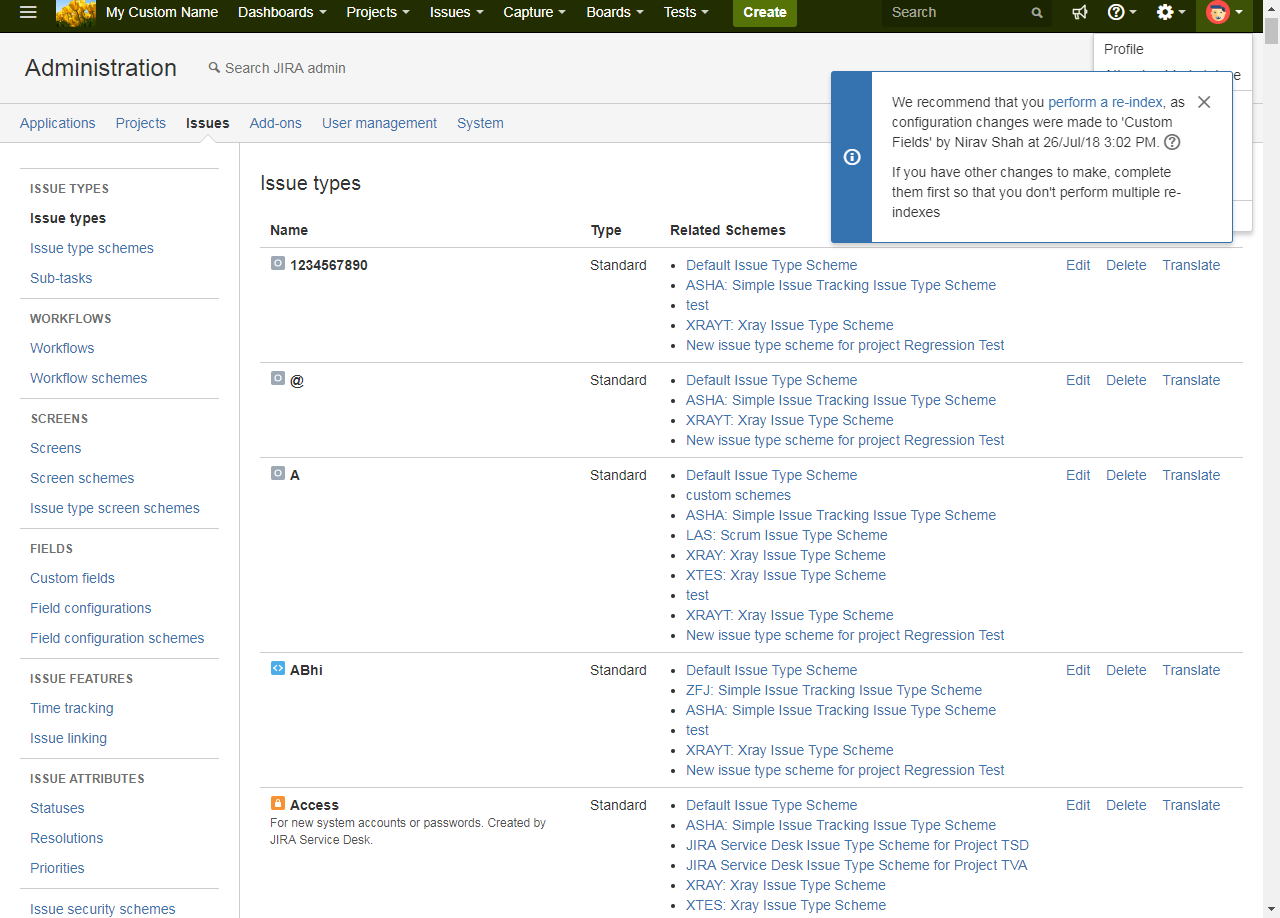 My Custom Name Dashboards Projects Issues Capture Boards Tests Create Search
Profile
Administration Search JIRA admin
We recommend that you perform a re-index, as
configuration changes were made to 'Custom
Fields' by Nirav Shah at 26/Jul/18 3:02 PM.
If you have other changes to make, complete
them first so that you don't perform multiple re-
indexes
Applications Projects Issues Add-ons User management System
ISSUE TYPES
Issue types
Issue type schemes
Sub-tasks
WORKFLOWS
Workflows
Workflow schemes
SCREENS
Screens
Screen schemes
Issue type screen schemes
FIELDS
Custom fields
Field configurations
Field configuration schemes
ISSUE FEATURES
Time tracking
Issue linking
ISSUE ATTRIBUTES
Statuses
Resolutions
Priorities
Issue security schemes
Issue types
Name Type Related Schemes
1234567890 Standard Default Issue Type Scheme Edit Delete Translate
ASHA: Simple Issue Tracking Issue Type Scheme
test
XRAYT: Xray Issue Type Scheme
New issue type scheme for project Regression Test
@ Standard Default Issue Type Scheme Edit Delete Translate
ASHA: Simple Issue Tracking Issue Type Scheme
XRAYT: Xray Issue Type Scheme
New issue type scheme for project Regression Test
A Standard Default Issue Type Scheme Edit Delete Translate
custom schemes
ASHA: Simple Issue Tracking Issue Type Scheme
LAS: Scrum Issue Type Scheme
XRAY: Xray Issue Type Scheme
XTES: Xray Issue Type Scheme
test
XRAYT: Xray Issue Type Scheme
New issue type scheme for project Regression Test
ABhi Standard Default Issue Type Scheme Edit Delete Translate
ZFJ: Simple Issue Tracking Issue Type Scheme
ASHA: Simple Issue Tracking Issue Type Scheme
test
XRAYT: Xray Issue Type Scheme
New issue type scheme for project Regression Test
Access Standard Default Issue Type Scheme Edit Delete Translate
For new system accounts or passwords. Created by
JIRA Service Desk.
ASHA: Simple Issue Tracking Issue Type Scheme
JIRA Service Desk Issue Type Scheme for Project TSD
JIRA Service Desk Issue Type Scheme for Project TVA
XRAY: Xray Issue Type Scheme
XTES: Xray Issue Type Scheme